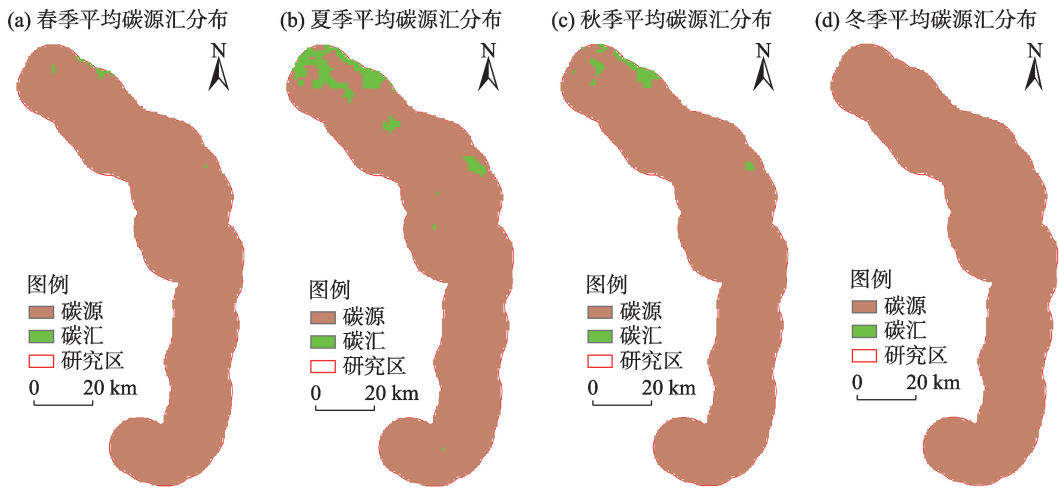 (a) 春季平均碳源汇分布
N
图例
碳源
碳汇
研究区
0 20 km
(b) 夏季平均碳源汇分布
N
图例
碳源
碳汇
研究区
0 20 km
(c) 秋季平均碳源汇分布
N
图例
碳源
碳汇
研究区
0 20 km
(d) 冬季平均碳源汇分布
N
图例
碳源
碳汇
研究区
0 20 km